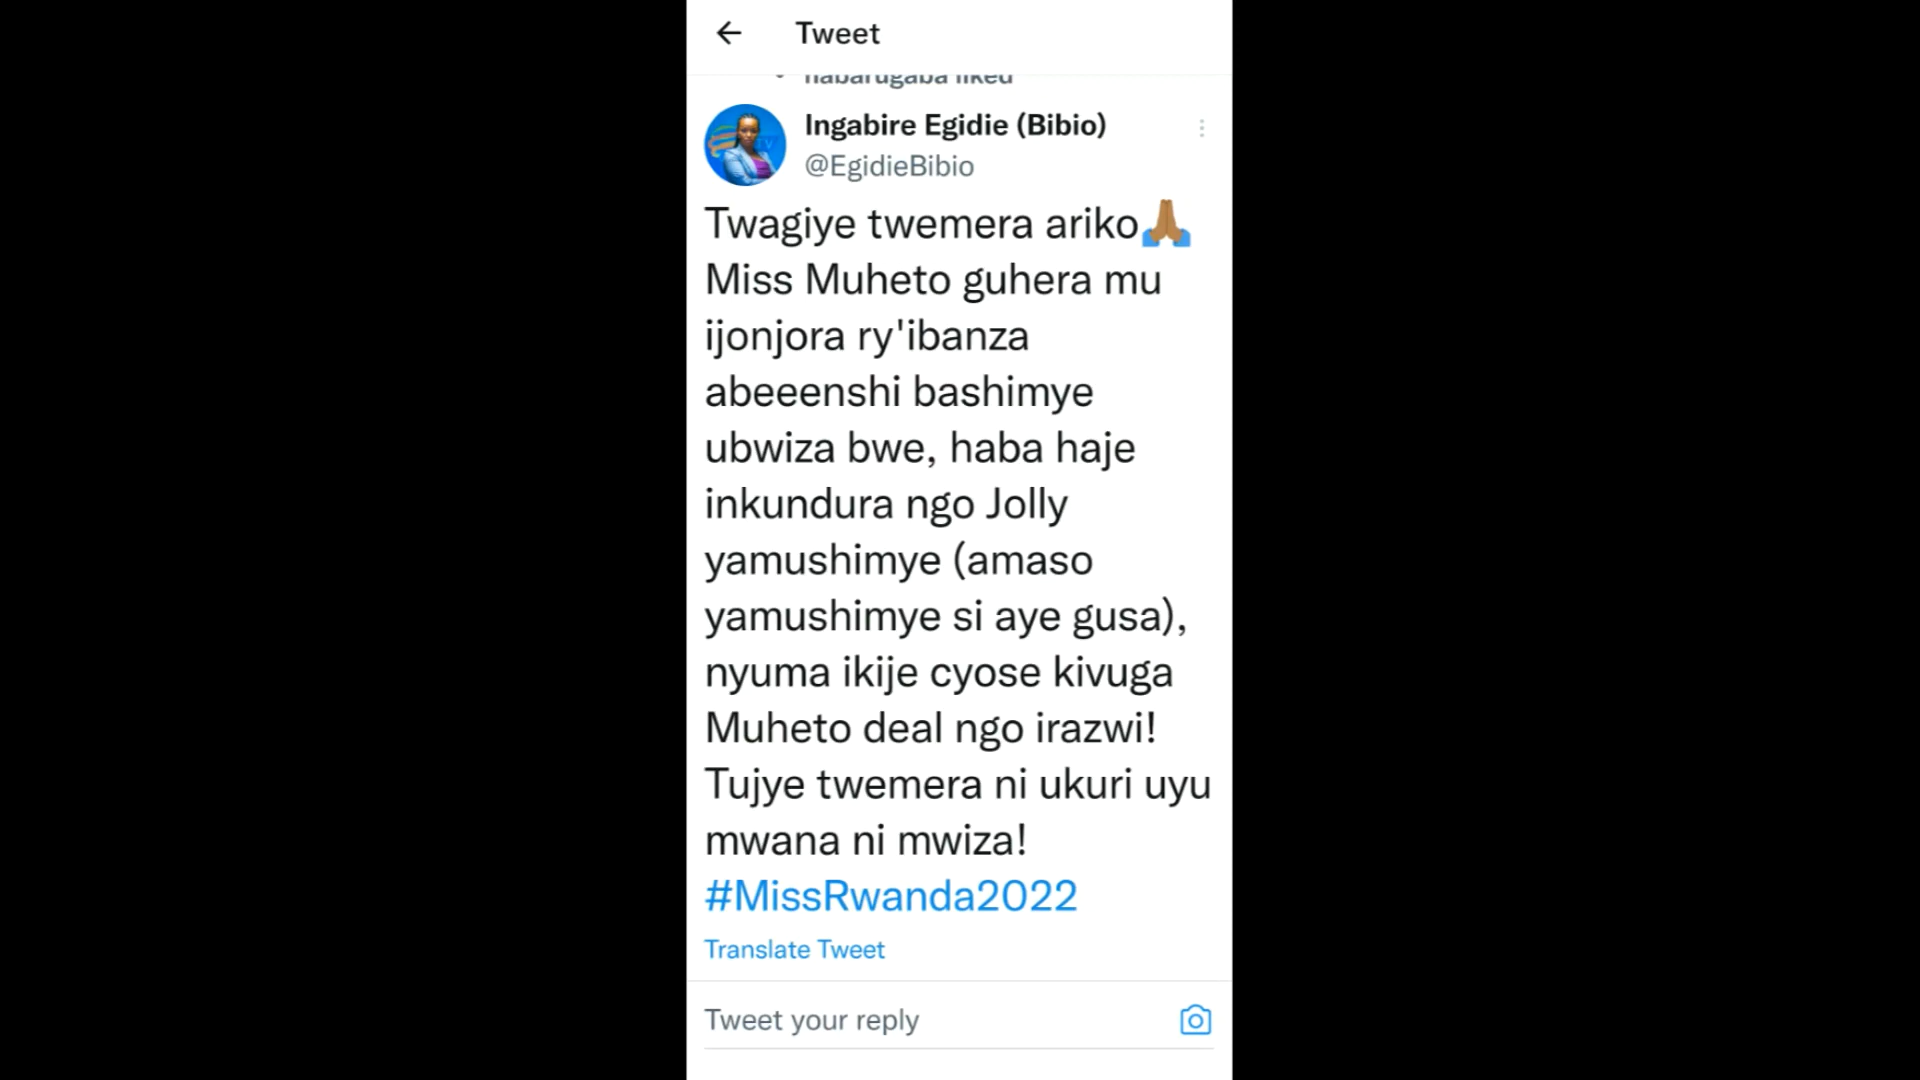 Tweet
habarugaba liked
Ingabire Egidie (Bibio)
@EgidieBibio
Twagiye twemera ariko🙏🏾
Miss Muheto guhera mu
ijonjora ry'ibanza
abeeenshi bashimye
ubwiza bwe, haba haje
inkundura ngo Jolly
yamushimye (amaso
yamushimye si aye gusa),
nyuma ikije cyose kivuga
Muheto deal ngo irazwi!
Tujye twemera ni ukuri uyu
mwana ni mwiza!
#MissRwanda2022
Translate Tweet
Tweet your reply